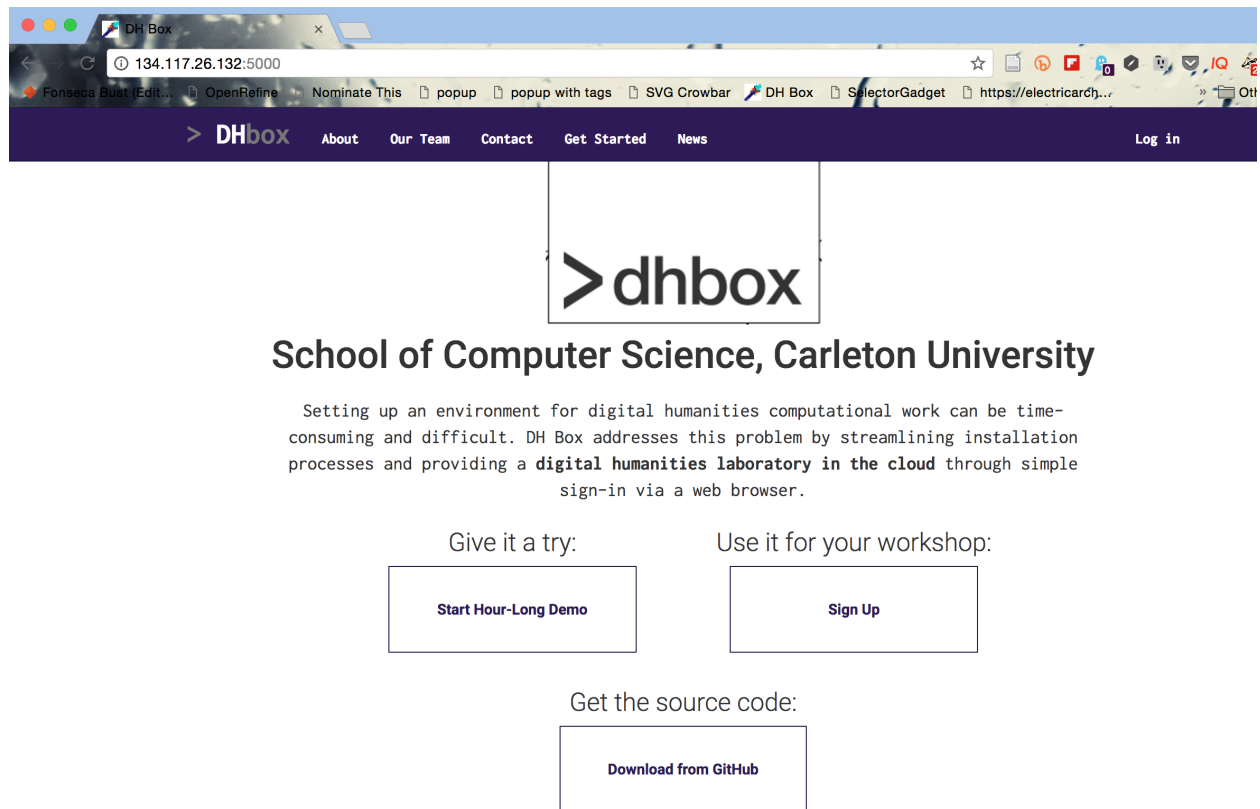 DH Box
134.117.26.132:5000
Fonseca Bust (Edit... OpenRefine Nominate This popup popup with tags SVG Crowbar DH Box SelectorGadget https://electricarch... » Oth
> DHbox About Our Team Contact Get Started News Log in
>dhbox
School of Computer Science, Carleton University
Setting up an environment for digital humanities computational work can be time-
consuming and difficult. DH Box addresses this problem by streamlining installation
processes and providing a digital humanities laboratory in the cloud through simple
sign-in via a web browser.
Give it a try: Use it for your workshop:
Start Hour-Long Demo Sign Up
Get the source code:
Download from GitHub